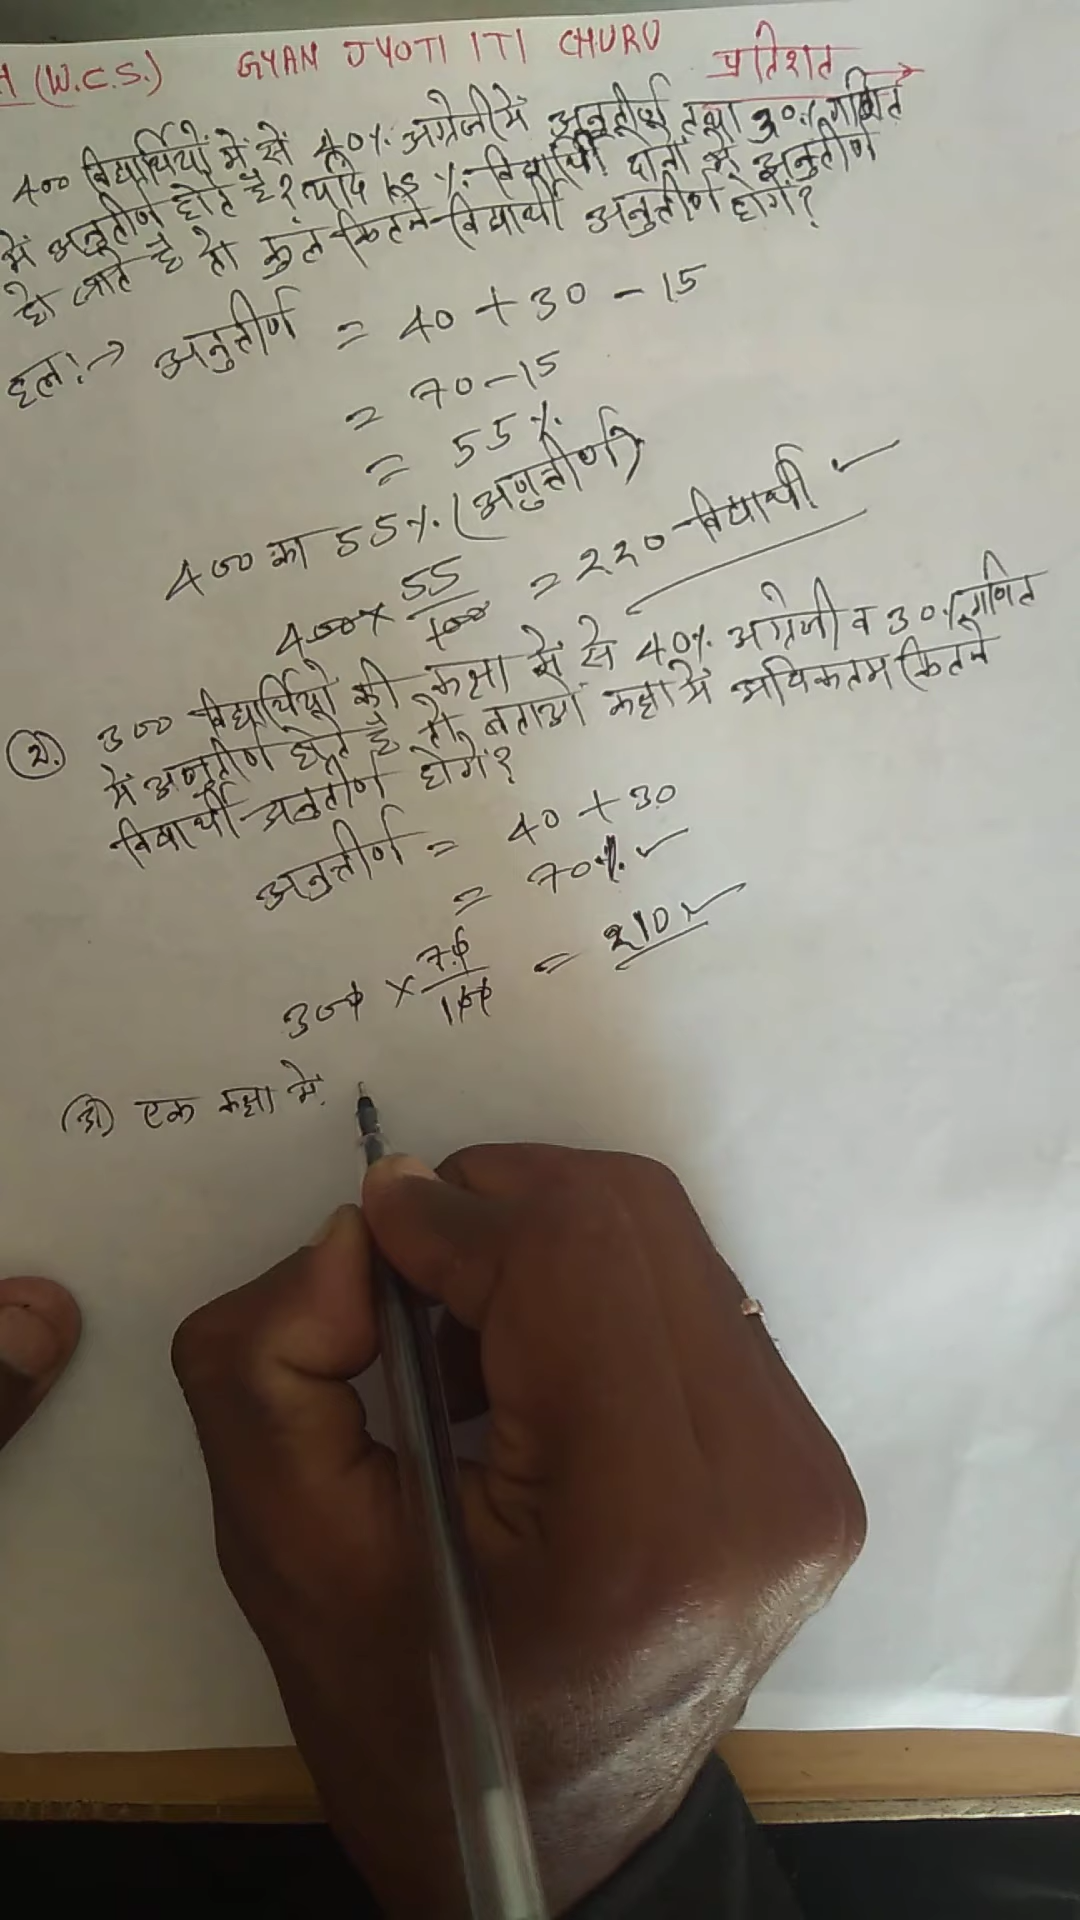 H (W.C.S.) GYAN JYOTI ITI CHURU प्रतिशत
400 विद्यार्थियों में से 40% अंग्रेजी में अनुतीर्ण तथा 30% गणित
में अनुतीर्ण होते है? यदि 15% विद्यार्थी दोनों में अनुतीर्ण
हो जाते है तो कुल कितने विद्यार्थी अनुतीर्ण होगें?
हल:→ अनुतीर्ण = 40 + 30 - 15
= 70 - 15
= 55%
400 का 55% (अणुत्तीर्ण)
400 × 55/100 = 220 विद्यार्थी ✓
(2.) 300 विद्यार्थियों की कक्षा में से 40% अंग्रेजी व 30% गणित
में अनुतीर्ण होते है तो, बताओ कक्षा में अधिकतम कितने
विद्यार्थी अनुतीर्ण होगें?
अनुत्तीर्ण = 40 + 30
= 70% ✓
300 × 70/100 = 210 ✓
(3) एक कक्षा में